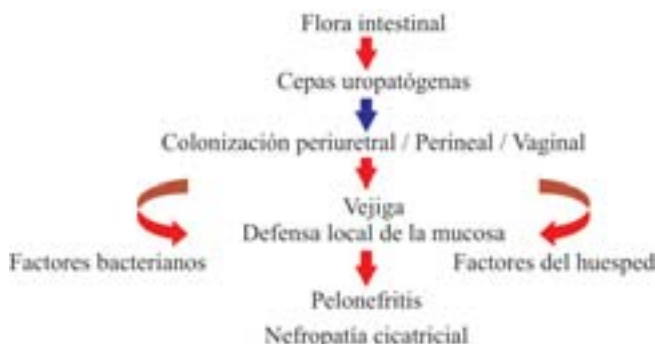 Flora intestinal
Cepas uropatógenas
Colonización periuretral / Perineal / Vaginal
Vejiga
Defensa local de la mucosa
Factores bacterianos
Factores del huesped
Pelonefritis
Nefropatía cicatricial